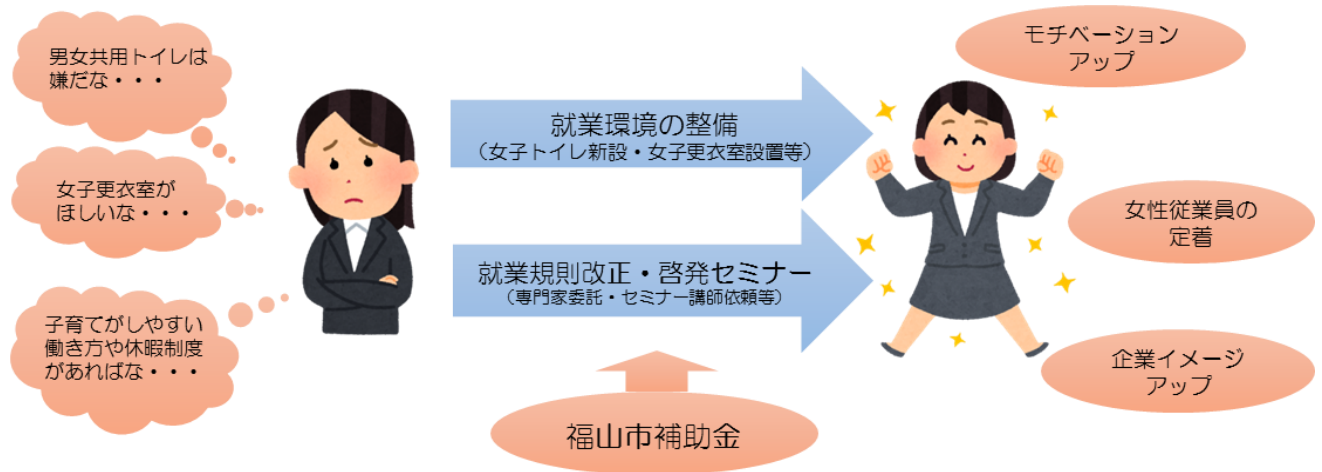 男女共用トイレは
嫌だな・・・
女子更衣室が
ほしいな・・・
子育てがしやすい
働き方や休暇制度
があればな・・・
就業環境の整備
（女子トイレ新設・女子更衣室設置等）
就業規則改正・啓発セミナー
（専門家委託・セミナー講師依頼等）
福山市補助金
モチベーション
アップ
女性従業員の
定着
企業イメージ
アップ